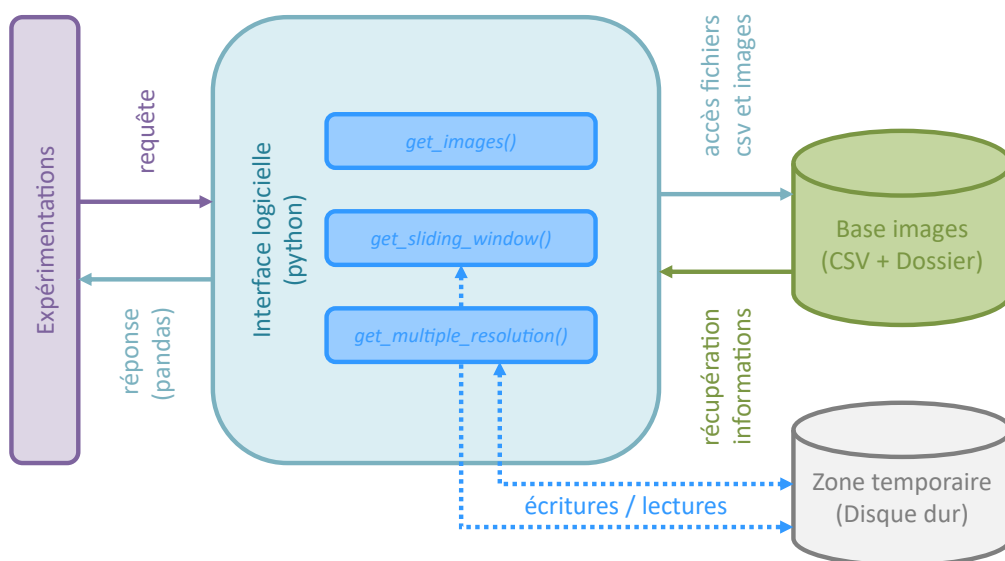 Expérimentations
requête
réponse
(pandas)
Interface logicielle
(python)
get_images()
get_sliding_window()
get_multiple_resolution()
accès fichiers
csv et images
récupération
informations
Base images
(CSV + Dossier)
écritures / lectures
Zone temporaire
(Disque dur)